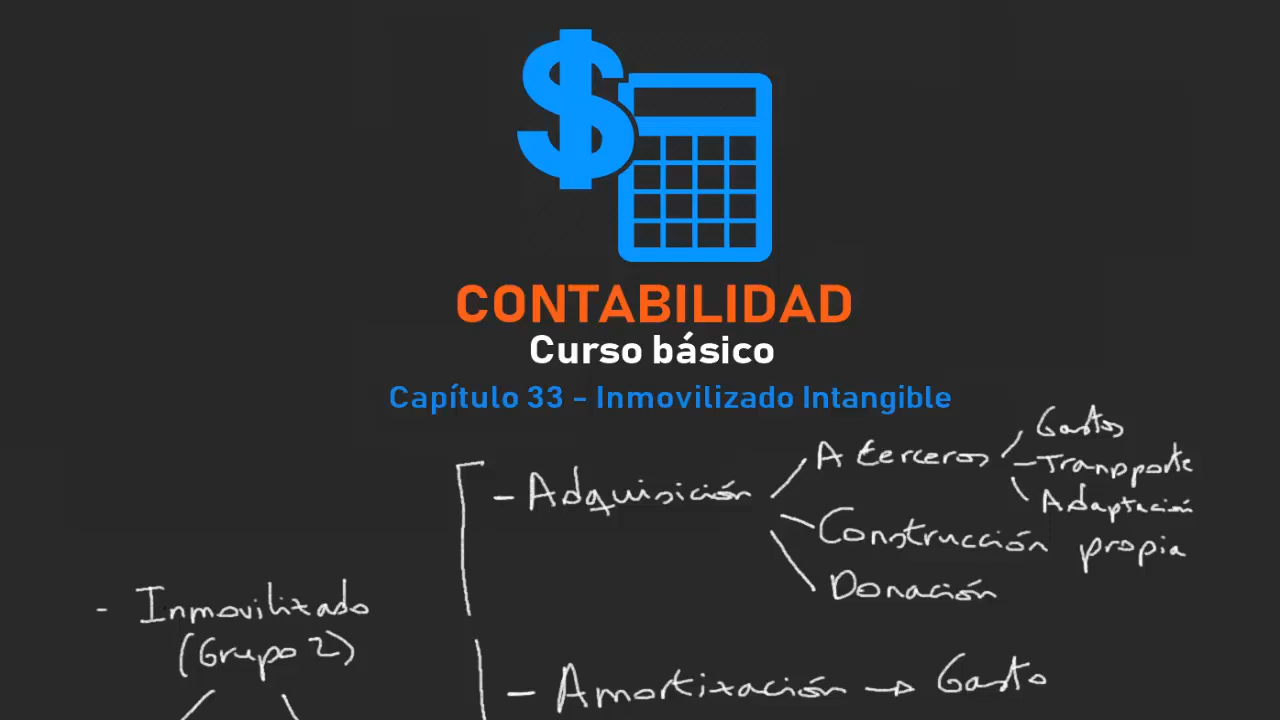 CONTABILIDAD
Curso básico
Capítulo 33 - Inmovilizado Intangible
- Adquisición
A terceros
Gastos
- Transpporte
Adaptación
Construcción propia
Donación
- Inmovilizado
(Grupo 2)
- Amortización → Gasto